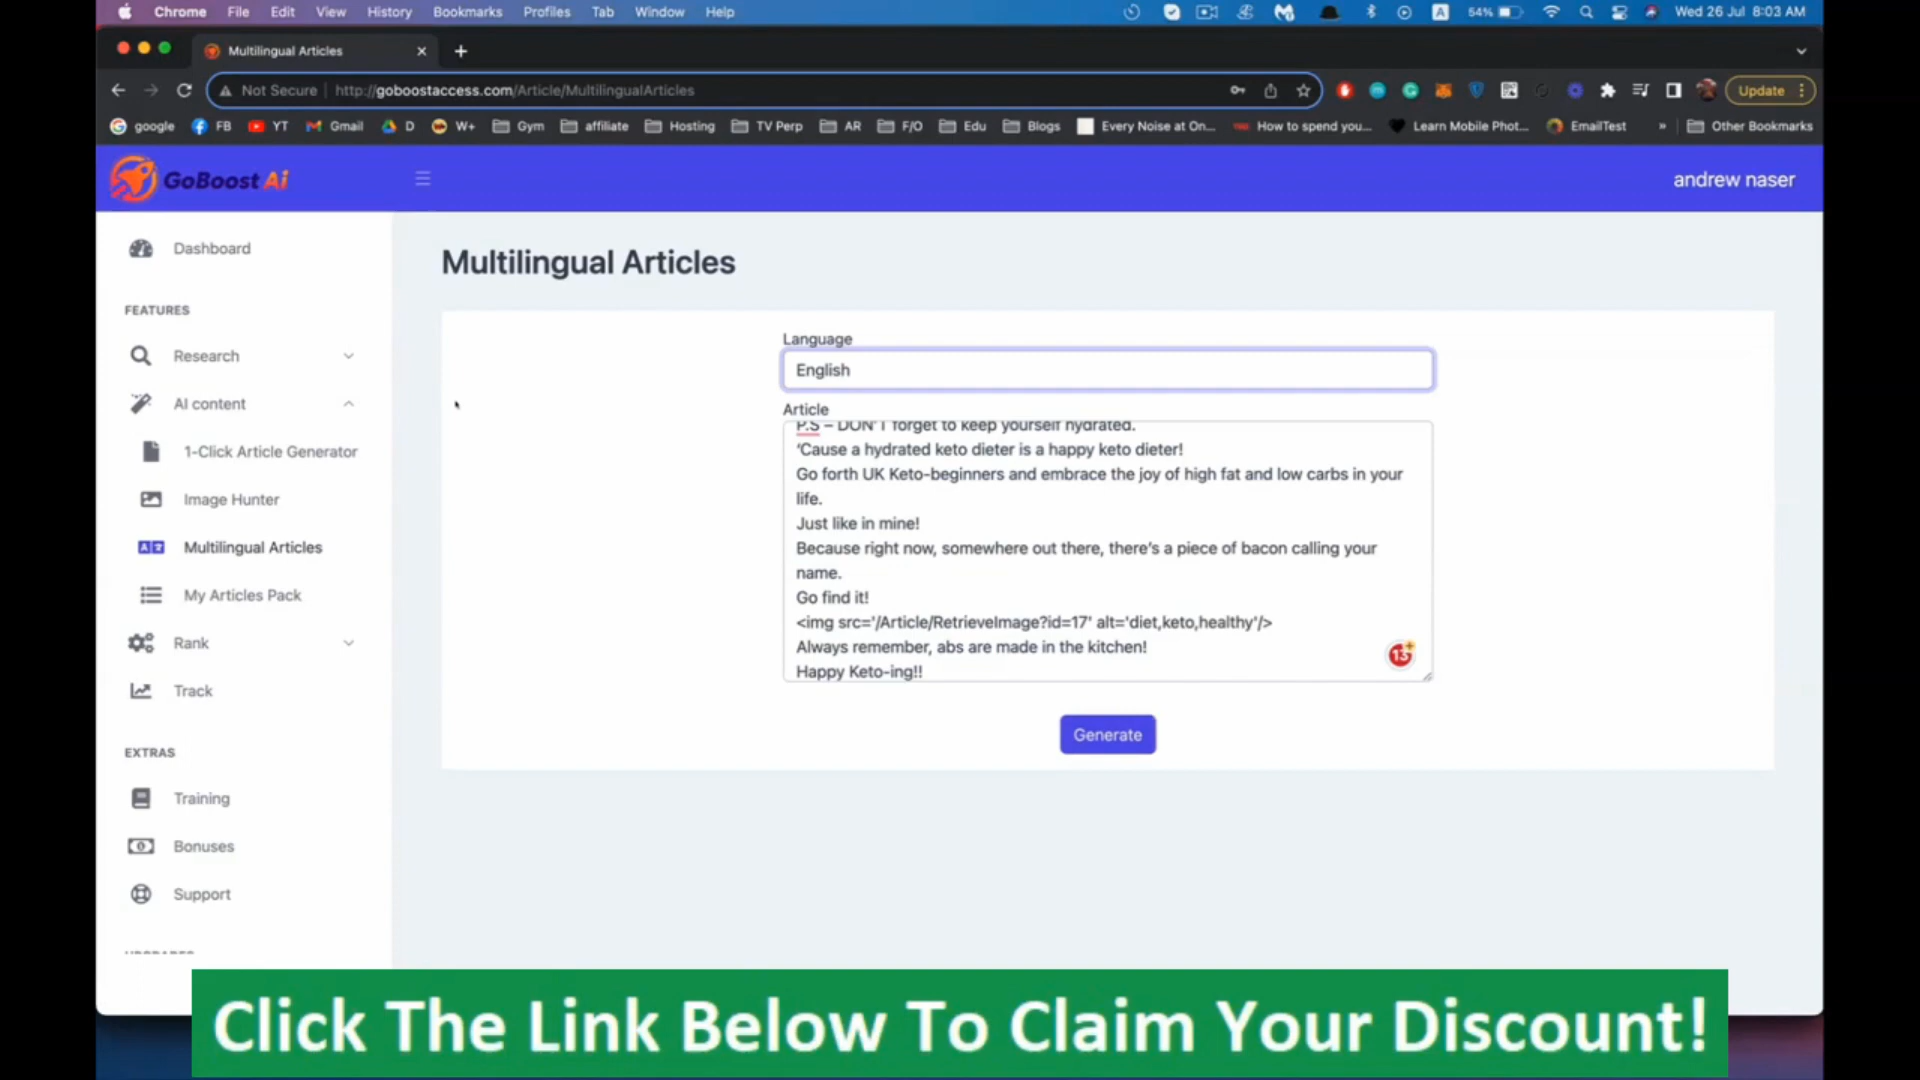 Chrome File Edit View History Bookmarks Profiles Tab Window Help 54% Wed 26 Jul 8:03 AM
Multilingual Articles
Not Secure | http://goboostaccess.com/Article/MultilingualArticles Update
google FB YT Gmail D W+ Gym affiliate Hosting TV Perp AR F/O Edu Blogs Every Noise at On... How to spend you... Learn Mobile Phot... EmailTest » Other Bookmarks
GoBoost Ai
andrew naser
Dashboard
FEATURES
Research
AI content
1-Click Article Generator
Image Hunter
Multilingual Articles
My Articles Pack
Rank
Track
EXTRAS
Training
Bonuses
Support
Multilingual Articles
Language
English
Article
P.S – DON'T forget to keep yourself hydrated.
'Cause a hydrated keto dieter is a happy keto dieter!
Go forth UK Keto-beginners and embrace the joy of high fat and low carbs in your
life.
Just like in mine!
Because right now, somewhere out there, there's a piece of bacon calling your
name.
Go find it!
<img src='/Article/RetrieveImage?id=17' alt='diet,keto,healthy'/>
Always remember, abs are made in the kitchen!
Happy Keto-ing!!
13
Generate
Click The Link Below To Claim Your Discount!